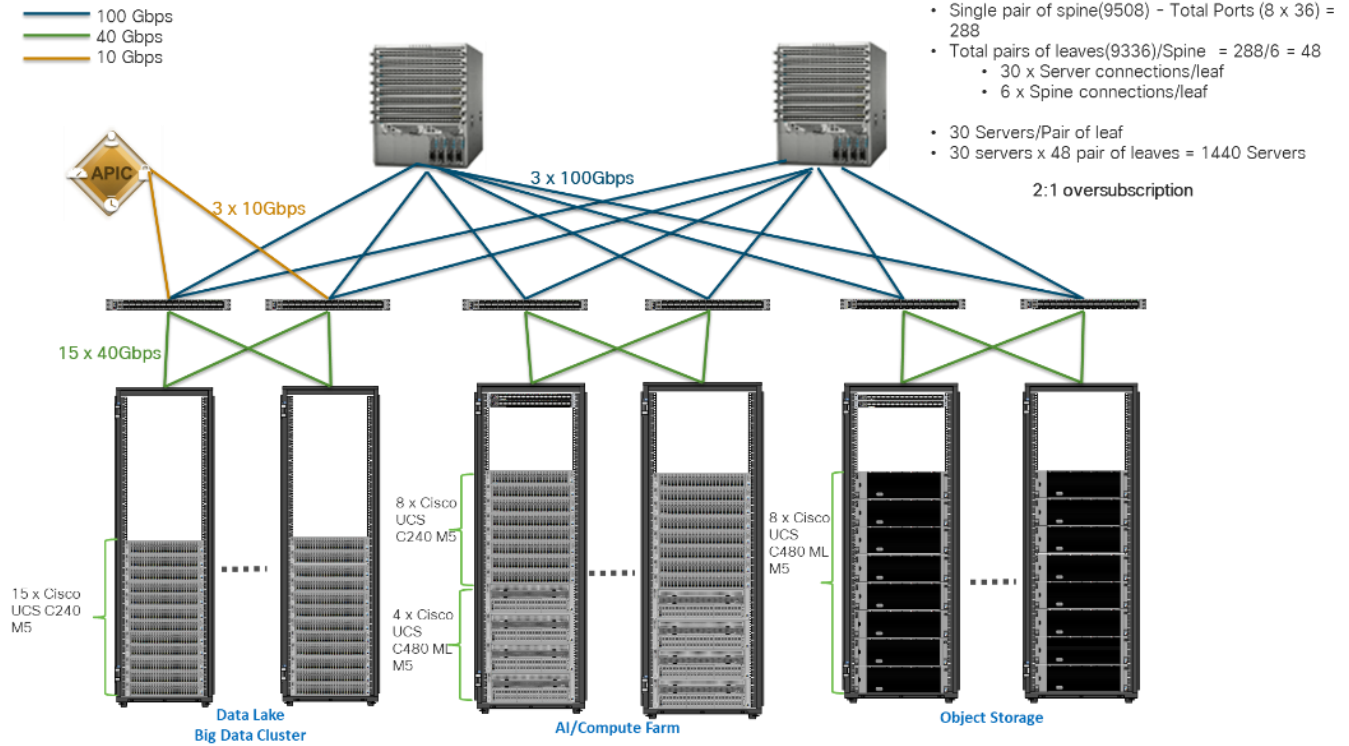 100 Gbps
40 Gbps
10 Gbps
• Single pair of spine(9508) - Total Ports (8 x 36) =
288
• Total pairs of leaves(9336)/Spine = 288/6 = 48
• 30 x Server connections/leaf
• 6 x Spine connections/leaf
• 30 Servers/Pair of leaf
• 30 servers x 48 pair of leaves = 1440 Servers
2:1 oversubscription
APIC
3 x 100Gbps
3 x 10Gbps
15 x 40Gbps
15 x Cisco
UCS C240
M5
8 x Cisco
UCS
C240 M5
4 x Cisco
UCS
C480 ML
M5
8 x Cisco
UCS
C480 ML
M5
Data Lake
Big Data Cluster
AI/Compute Farm
Object Storage